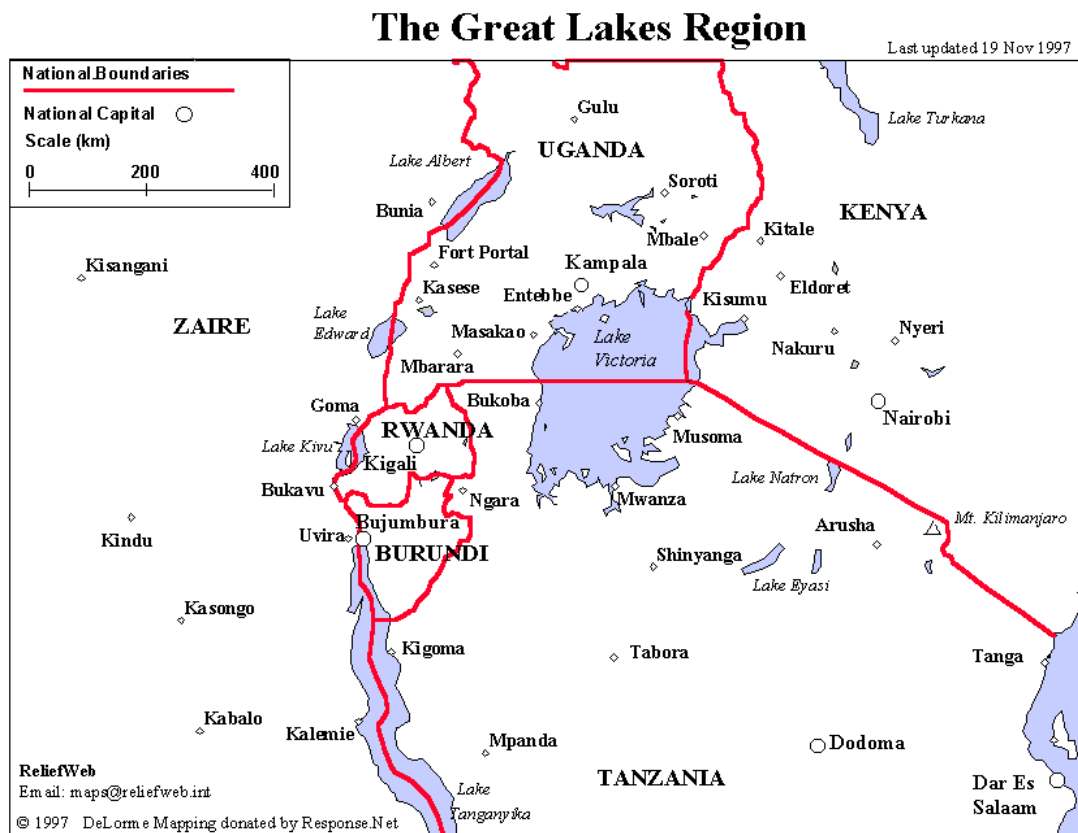 The Great Lakes Region
Last updated 19 Nov 1997
National.Boundaries
National Capital
Scale (km)
0 200 400
Gulu
Lake Turkana
UGANDA
Lake Albert
Soroti
Bunia
KENYA
Mbale
Kitale
Fort Portal
Kisangani
Kampala
Eldoret
Kasese
Entebbe
Kisumu
Lake
Edward
ZAIRE
Masakao
Lake
Victoria
Nyeri
Nakuru
Mbarara
Goma
Bukoba
Nairobi
RWANDA
Musoma
Lake Kivu
Kigali
Lake Natron
Bukavu
Ngara
Mwanza
Mt. Kilimanjaro
Bujumbura
Arusha
Kindu
Uvira
BURUNDI
Shinyanga
Lake Eyasi
Kasongo
Kigoma
Tabora
Tanga
Kabalo
Kalemie
Mpanda
Dodoma
ReliefWeb
TANZANIA
Dar Es
Salaam
Email: maps@reliefweb.int
Lake
Tanganyika
© 1997 DeLorme Mapping donated by Response.Net